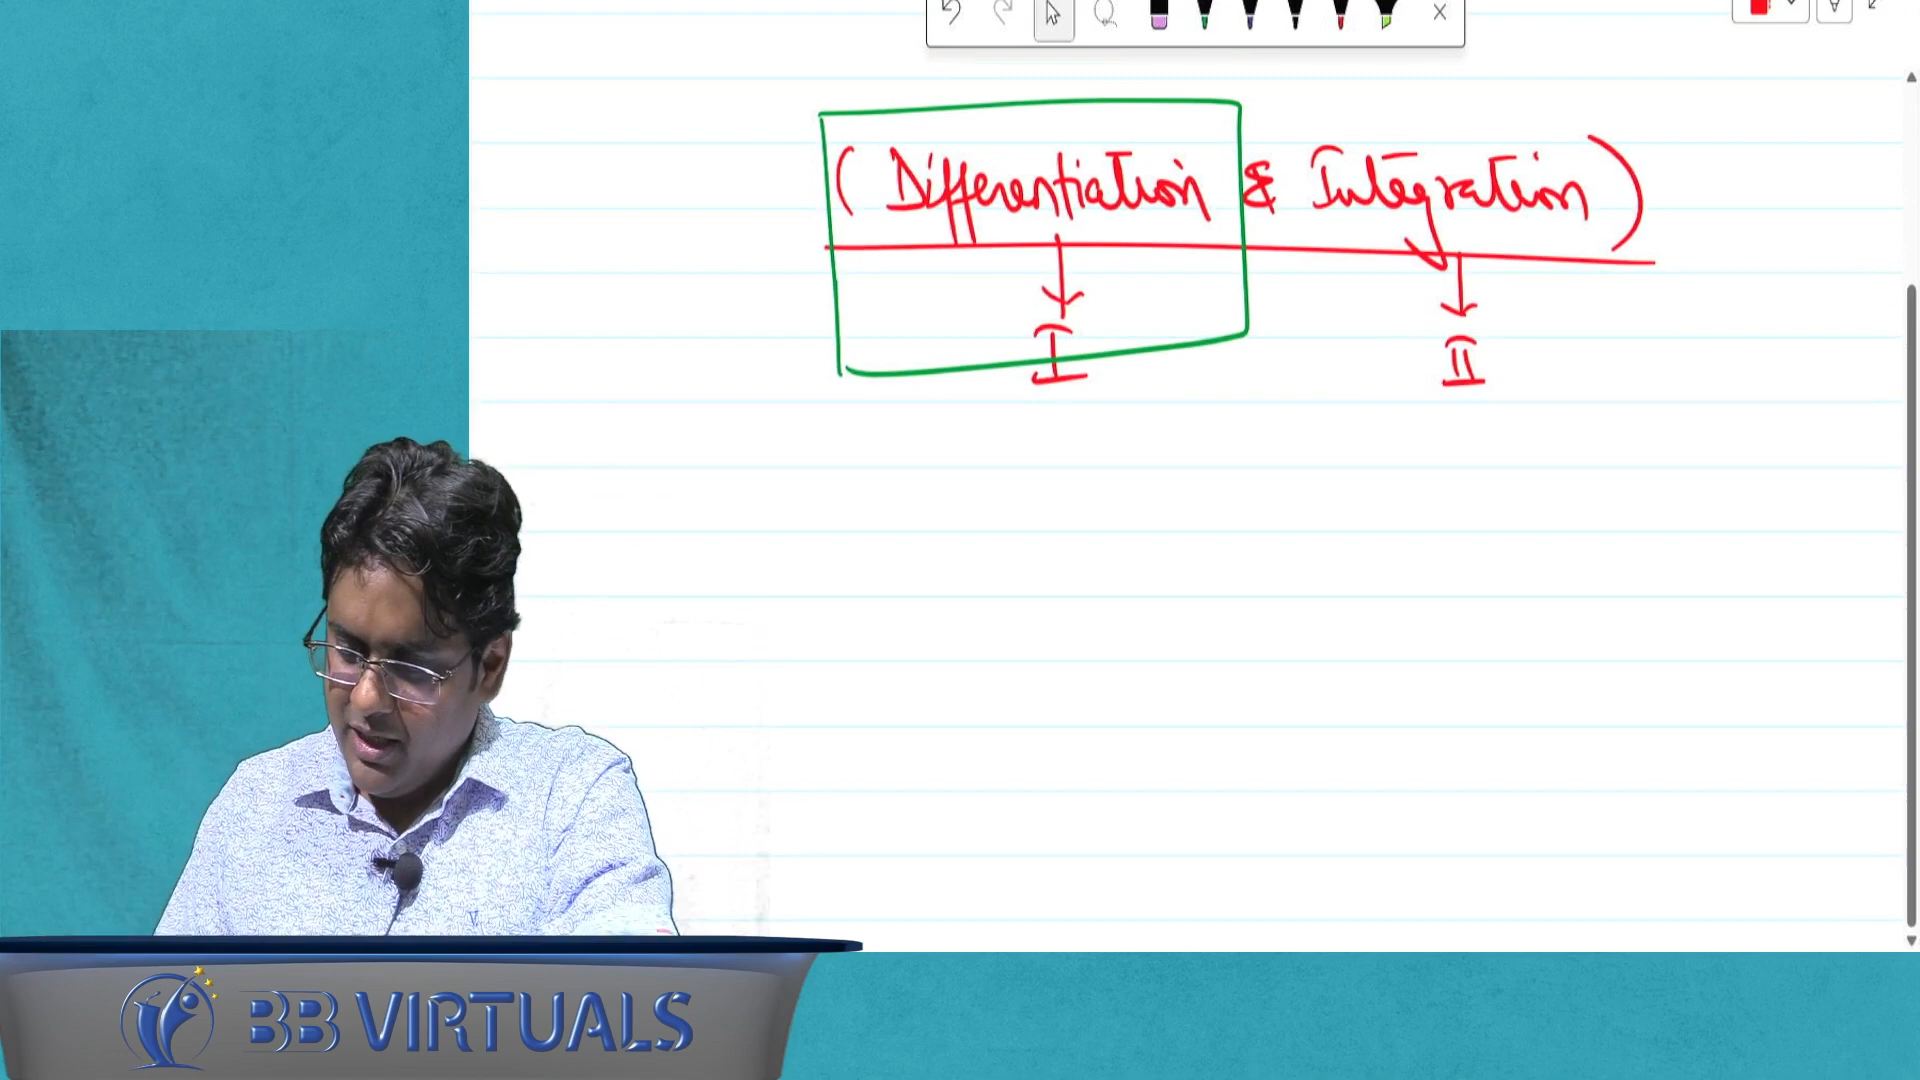 ( Differentiation & Integration )
I II
BB VIRTUALS